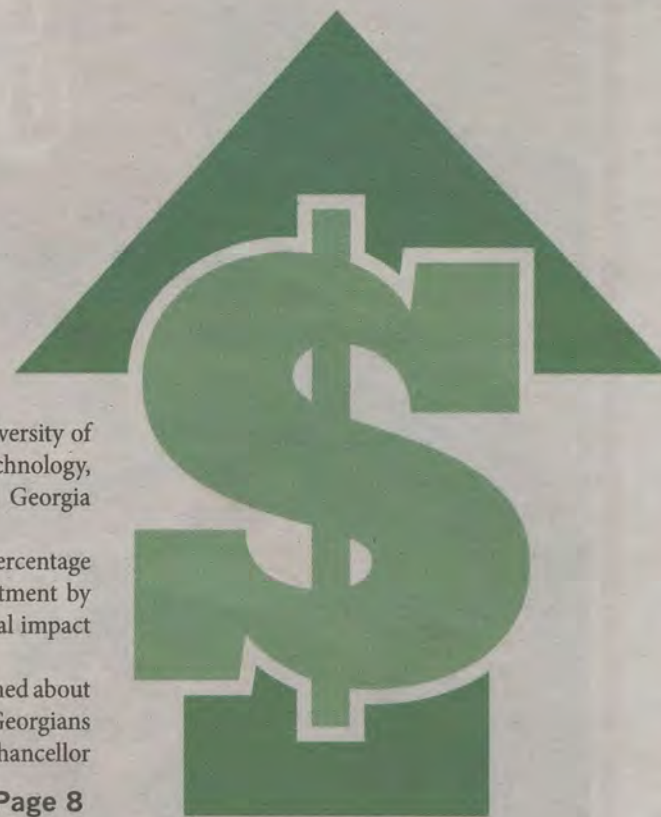 versity of
chnology,
Georgia
ercentage
tment by
al impact
ned about
Georgians
hancellor
Page 8
$